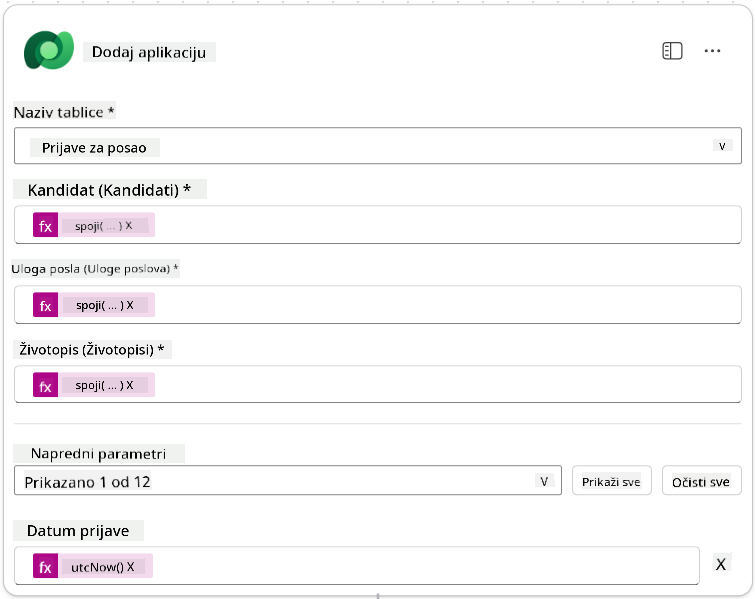 Dodaj aplikaciju
Naziv tablice *
Prijave za posao v
Kandidat (Kandidati) *
fx spoji( ... ) X
Uloga posla (Uloge poslova) *
fx spoji( ... ) X
Životopis (Životopisi) *
fx spoji( ... ) X
Napredni parametri
Prikazano 1 od 12 V Prikaži sve Očisti sve
Datum prijave
fx utcNow() X X